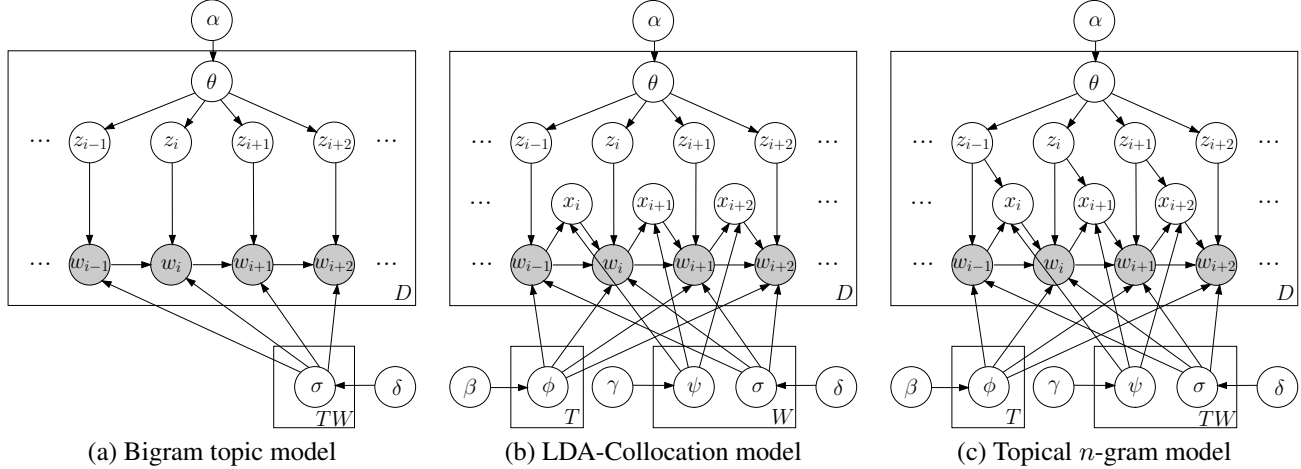 α α α
θ θ θ
... z_{i-1} z_i z_{i+1} z_{i+2} ... ... z_{i-1} z_i z_{i+1} z_{i+2} ... ... z_{i-1} z_i z_{i+1} z_{i+2} ...
... x_i x_{i+1} x_{i+2} ... ... x_i x_{i+1} x_{i+2} ...
... w_{i-1} w_i w_{i+1} w_{i+2} ... ... w_{i-1} w_i w_{i+1} w_{i+2} ... ... w_{i-1} w_i w_{i+1} w_{i+2} ...
D D D
σ δ β ϕ γ ψ σ δ β ϕ γ ψ σ δ
TW T W T TW
(a) Bigram topic model (b) LDA-Collocation model (c) Topical n-gram model